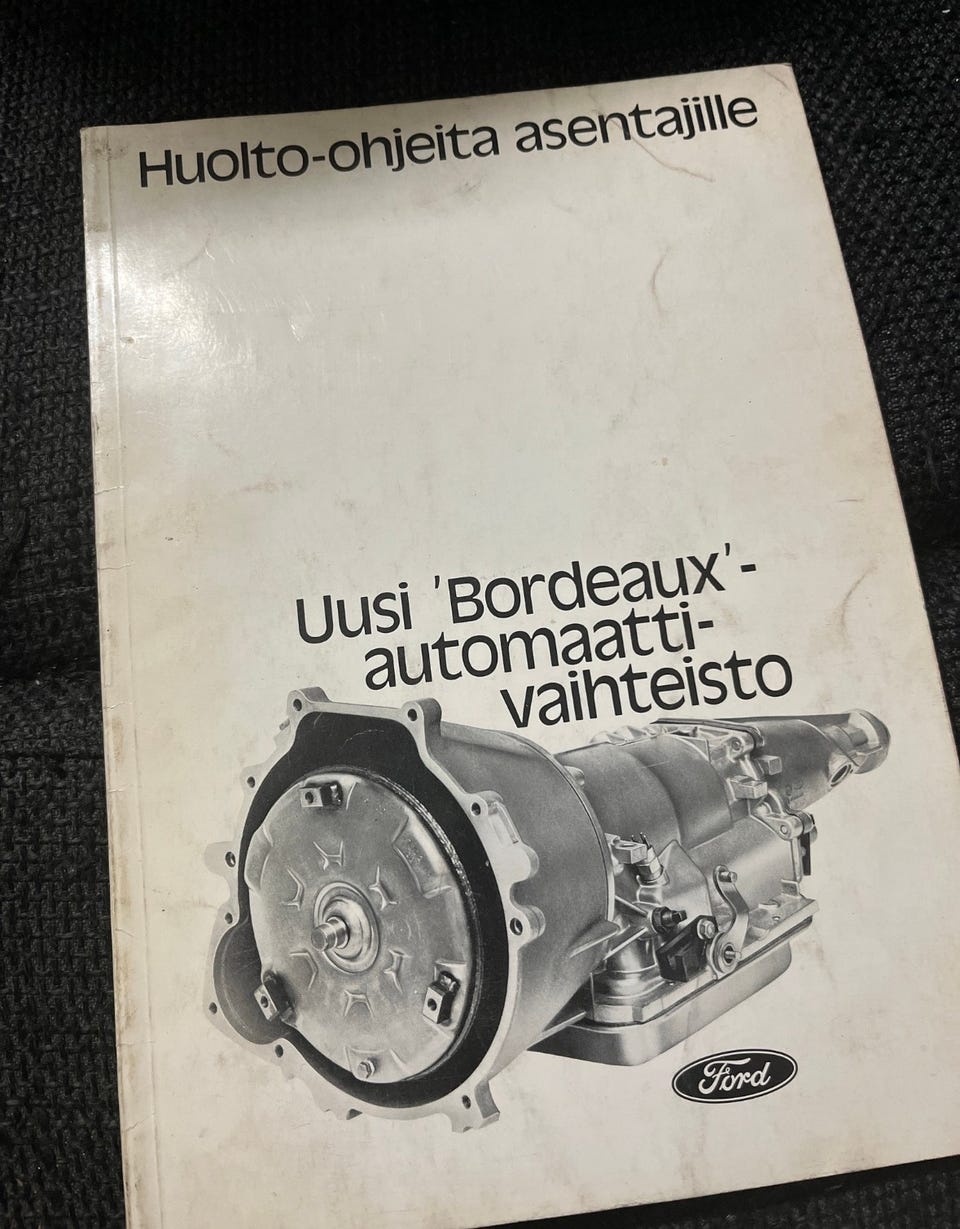 Huolto-ohjeita asentajille
Uusi 'Bordeaux'-
automaatti-
vaihteisto
Ford